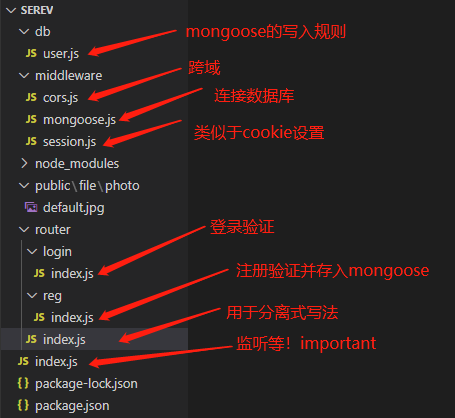 SEREV
db
JS user.js mongoose的写入规则
middleware
JS cors.js 跨域
JS mongoose.js 连接数据库
JS session.js 类似于cookie设置
node_modules
public\file\photo
default.jpg
router
login 登录验证
JS index.js
reg 注册验证并存入mongoose
JS index.js
JS index.js 用于分离式写法
JS index.js 监听等！important
{} package-lock.json
{} package.json